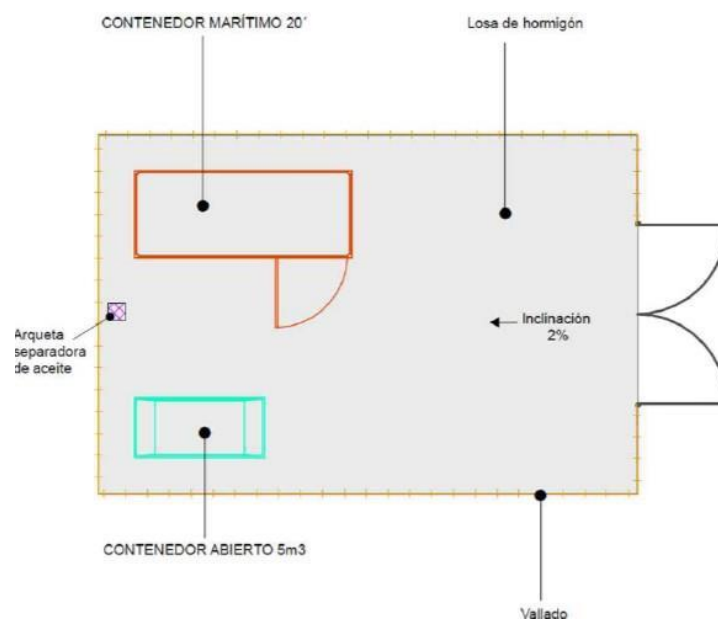 CONTENEDOR MARÍTIMO 20´
Losa de hormigón
Inclinación
2%
Arqueta
separadora
de aceite
CONTENEDOR ABIERTO 5m3
Vallado